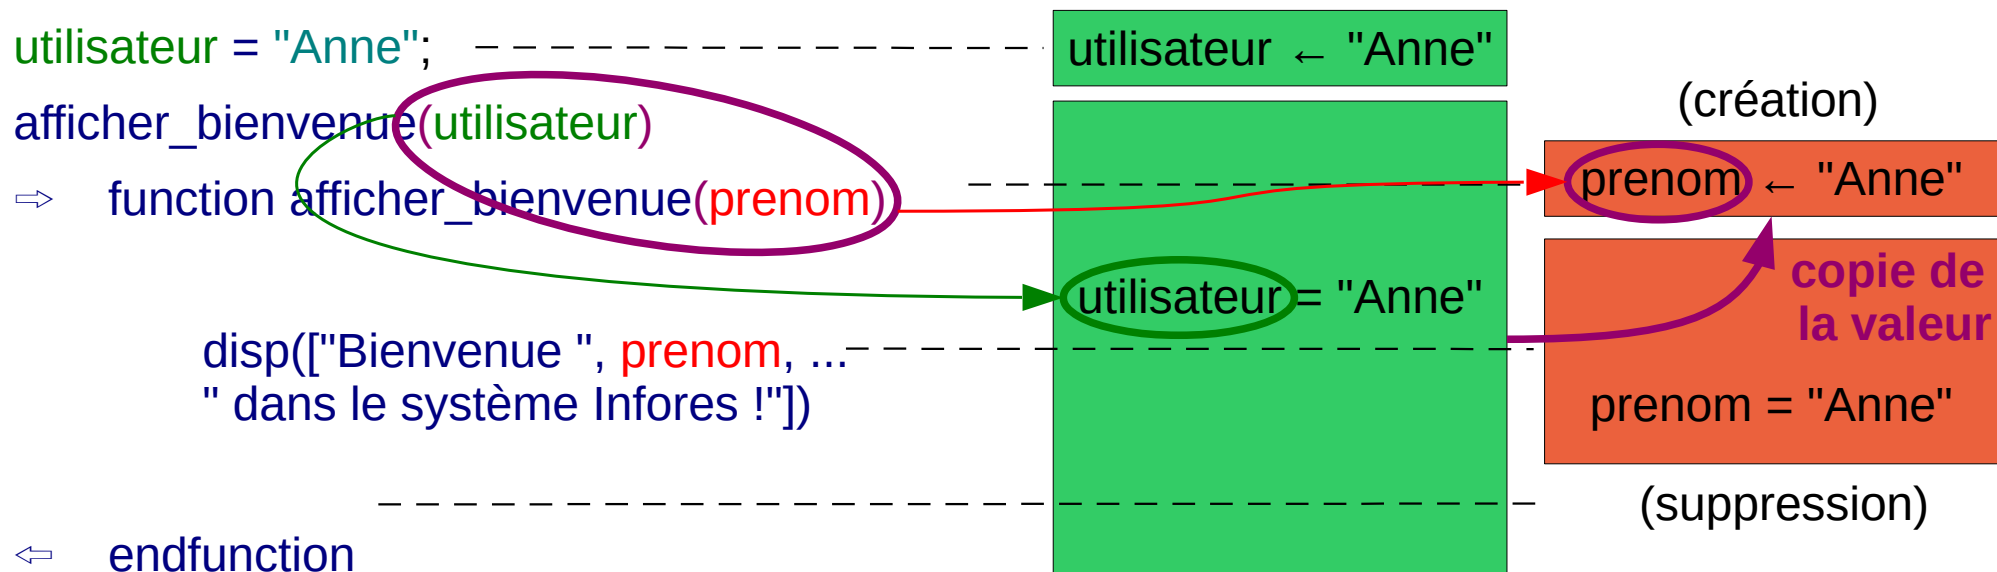 utilisateur = "Anne";
utilisateur ← "Anne"
(création)
afficher_bienvenue(utilisateur)
⇨ function afficher_bienvenue(prenom)
prenom ← "Anne"
utilisateur = "Anne"
copie de
la valeur
disp(["Bienvenue ", prenom, ...
" dans le système Infores !"])
prenom = "Anne"
(suppression)
⇦ endfunction